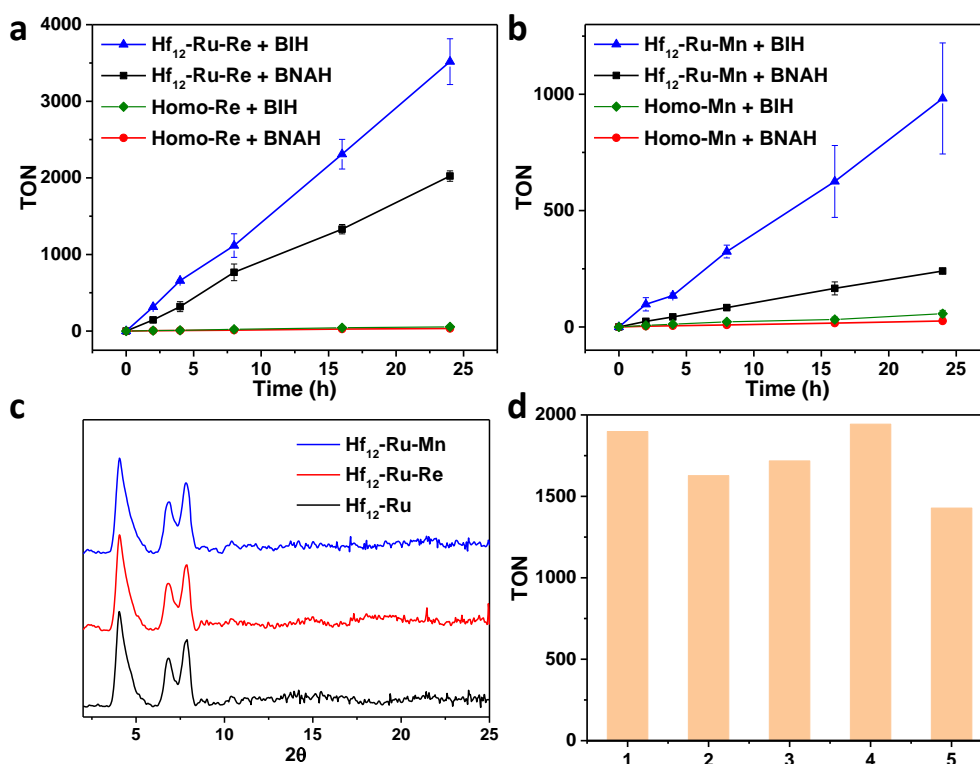 a
Hf₁₂-Ru-Re + BIH
Hf₁₂-Ru-Re + BNAH
Homo-Re + BIH
Homo-Re + BNAH
TON
4000
3000
2000
1000
0
0 5 10 15 20 25
Time (h)
b
Hf₁₂-Ru-Mn + BIH
Hf₁₂-Ru-Mn + BNAH
Homo-Mn + BIH
Homo-Mn + BNAH
TON
1000
500
0
0 5 10 15 20 25
Time (h)
c
Hf₁₂-Ru-Mn
Hf₁₂-Ru-Re
Hf₁₂-Ru
5 10 15 20 25
2θ
d
TON
2000
1500
1000
500
0
1 2 3 4 5